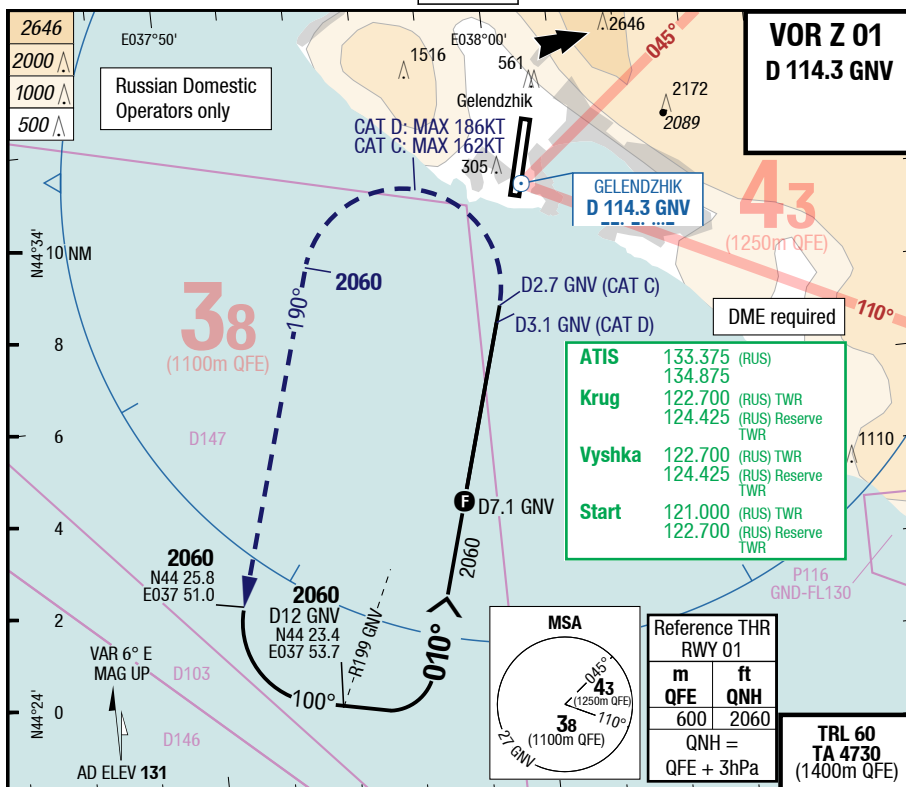 2646
2000
1000
500
E037°50'
Russian Domestic
Operators only
1516
E038°00'
2646
561
045°
VOR Z 01
D 114.3 GNV
Gelendzhik
2172
2089
CAT D: MAX 186KT
CAT C: MAX 162KT
305
GELENDZHIK
D 114.3 GNV
43
(1250m QFE)
N44°34'
10 NM
2060
190°
38
(1100m QFE)
D2.7 GNV (CAT C)
D3.1 GNV (CAT D)
110°
DME required
8
ATIS 133.375 (RUS)
134.875
Krug 122.700 (RUS) TWR
124.425 (RUS) Reserve
TWR
Vyshka 122.700 (RUS) TWR
124.425 (RUS) Reserve
TWR
Start 121.000 (RUS) TWR
122.700 (RUS) Reserve
TWR
6
D147
1110
D7.1 GNV
F
4
2060
2060
N44 25.8
E037 51.0
2060
D12 GNV
N44 23.4
E037 53.7
R199 GNV
010°
P116
GND-FL130
2
VAR 6° E
MAG UP
D103
100°
N44°24'
0
D146
AD ELEV 131
MSA
045°
43
(1250m QFE)
110°
38
(1100m QFE)
27 GNV
Reference THR
RWY 01
m ft
QFE QNH
600 2060
QNH =
QFE + 3hPa
TRL 60
TA 4730
(1400m QFE)